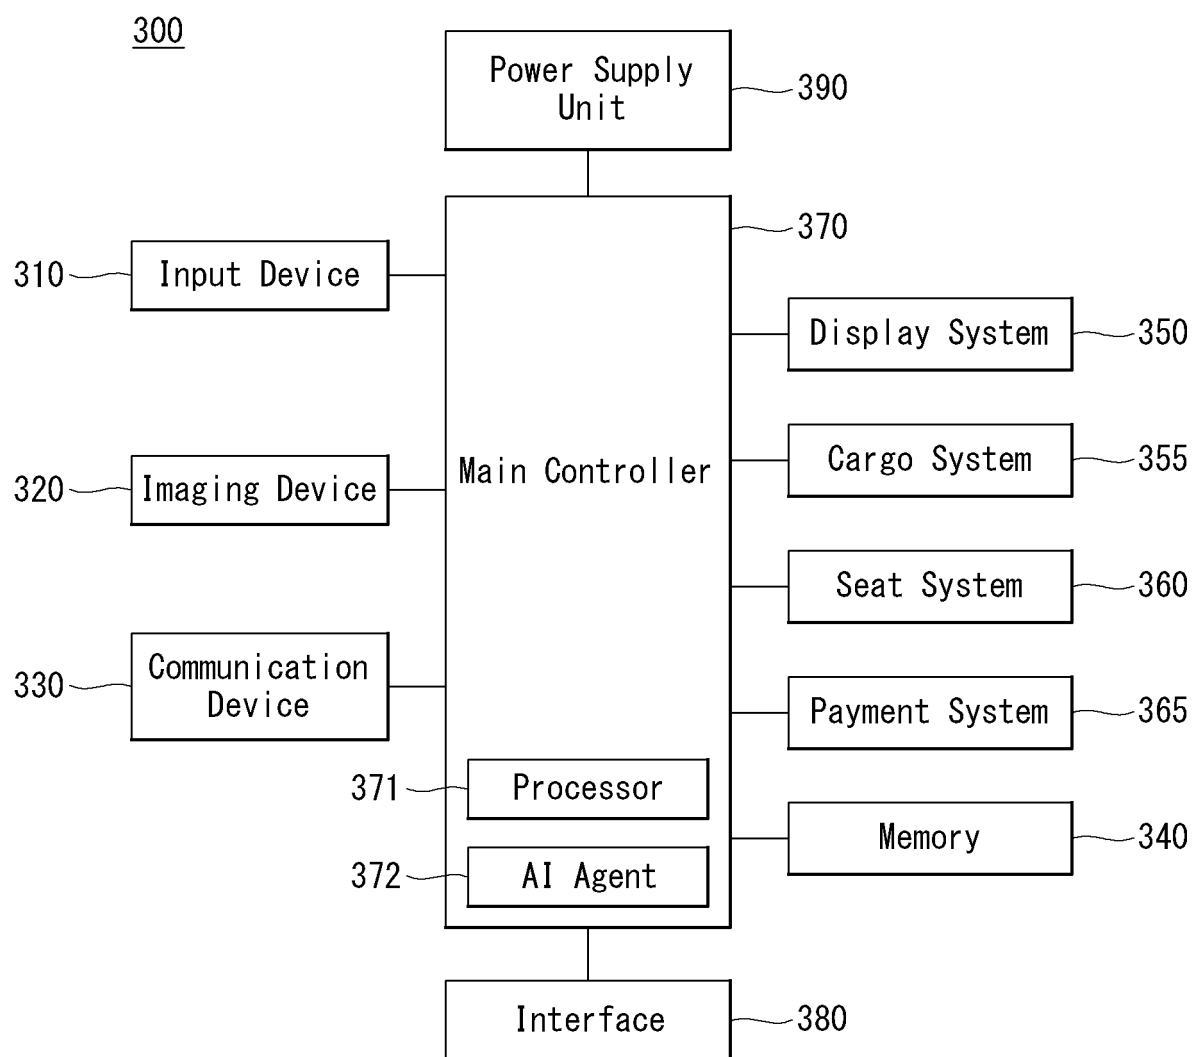 300
Power Supply
Unit
390
370
310
Input Device
Display System
350
Main Controller
Cargo System
355
320
Imaging Device
Seat System
360
330
Communication
Device
Payment System
365
371
Processor
Memory
340
372
AI Agent
Interface
380